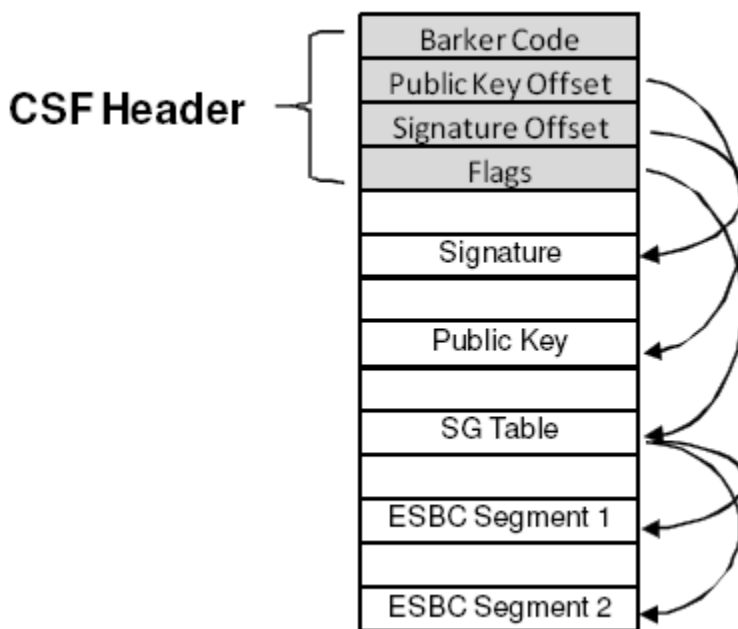 CSF Header
Barker Code
Public Key Offset
Signature Offset
Flags
Signature
Public Key
SG Table
ESBC Segment 1
ESBC Segment 2